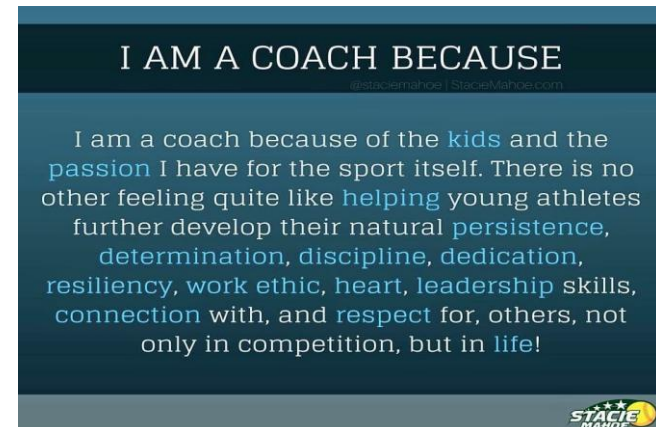 I AM A COACH BECAUSE
@staciemahoe | StacieMahoe.com
I am a coach because of the kids and the
passion I have for the sport itself. There is no
other feeling quite like helping young athletes
further develop their natural persistence,
determination, discipline, dedication,
resiliency, work ethic, heart, leadership skills,
connection with, and respect for, others, not
only in competition, but in life!
STACIE
MAHOE